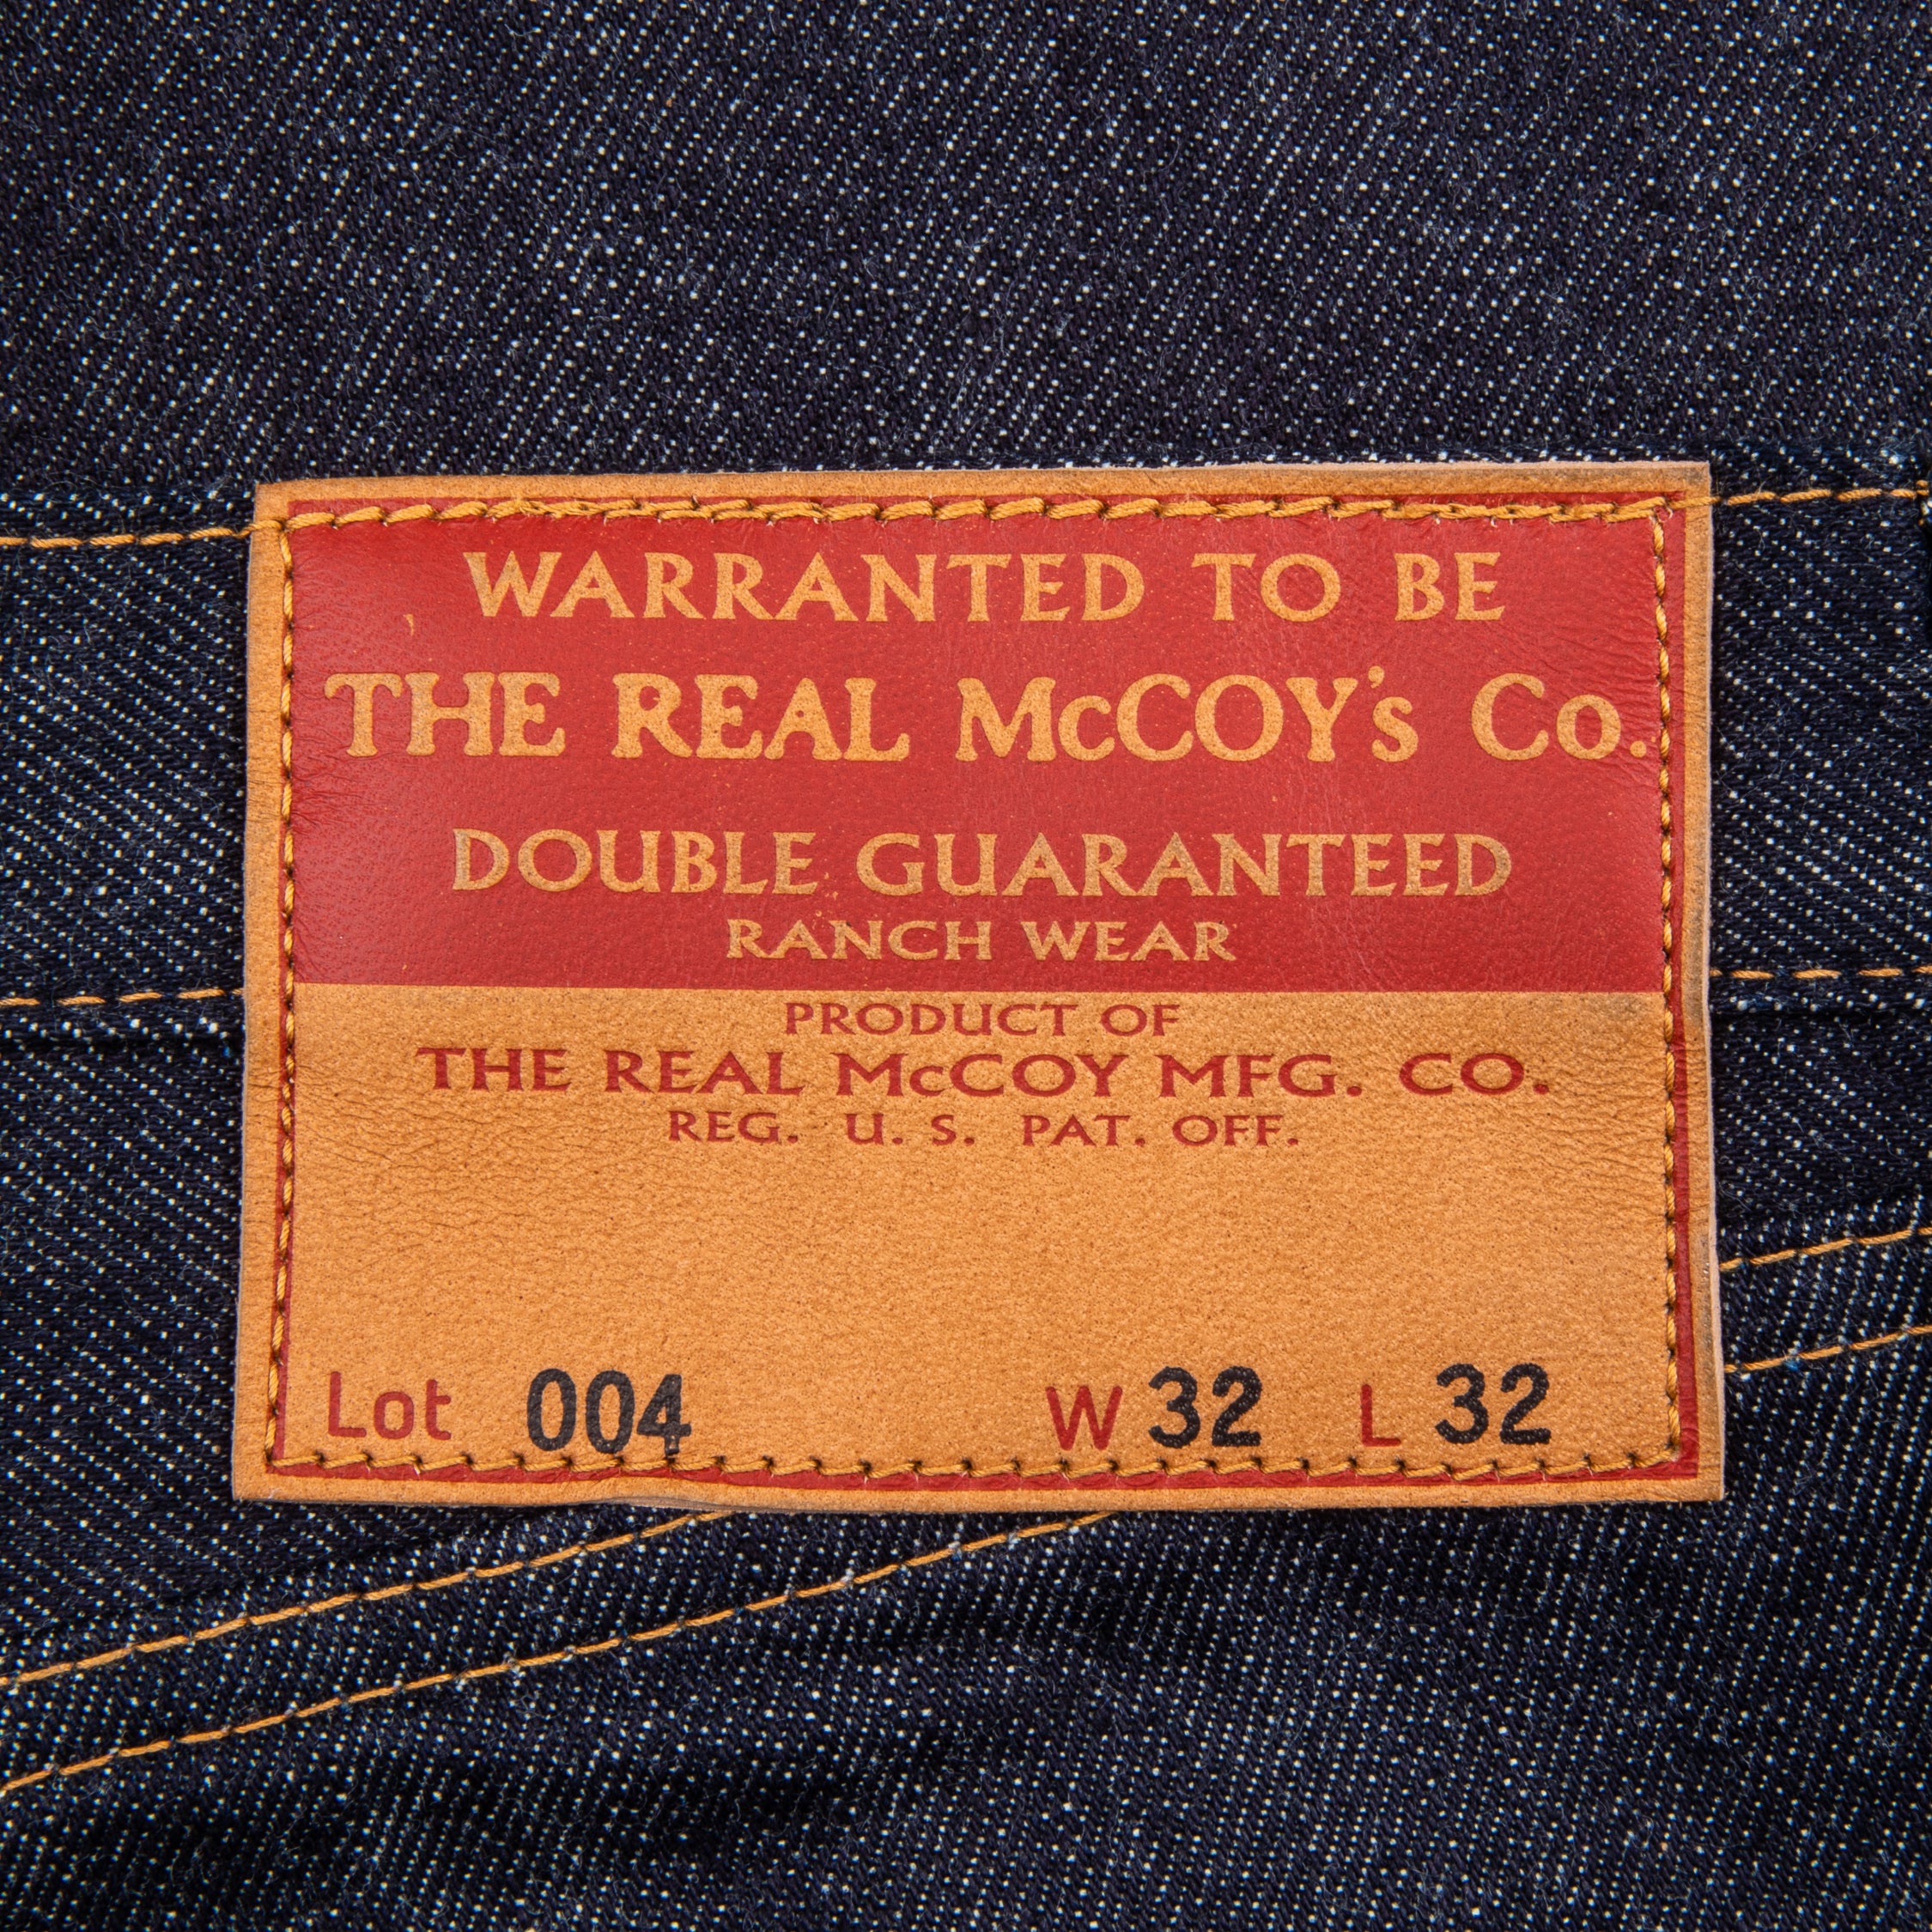 WARRANTED TO BE
THE REAL McCOY's Co.
DOUBLE GUARANTEED
RANCH WEAR
PRODUCT OF
THE REAL McCOY MFG. CO.
REG. U. S. PAT. OFF.
Lot 004 W 32 L 32